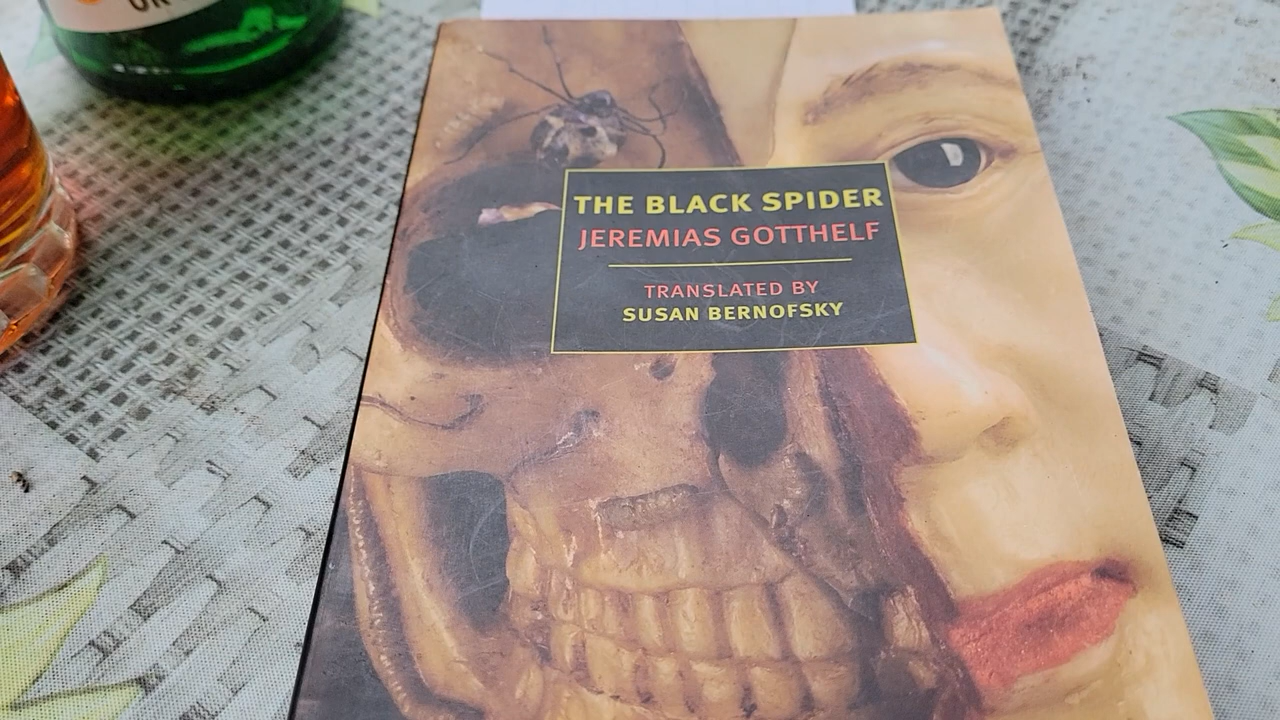 THE BLACK SPIDER
JEREMIAS GOTTHELF
TRANSLATED BY
SUSAN BERNOFSKY